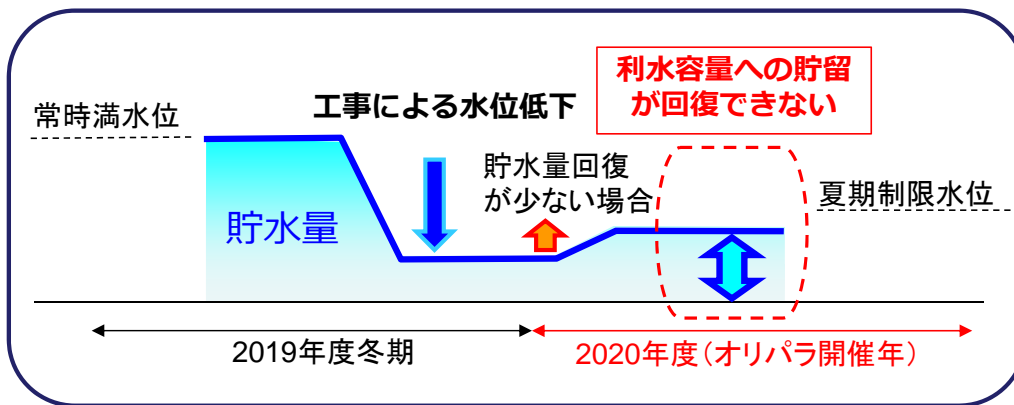 利水容量への貯留
が回復できない
工事による水位低下
常時満水位
貯水量回復
が少ない場合
夏期制限水位
貯水量
2019年度冬期
2020年度(オリパラ開催年)